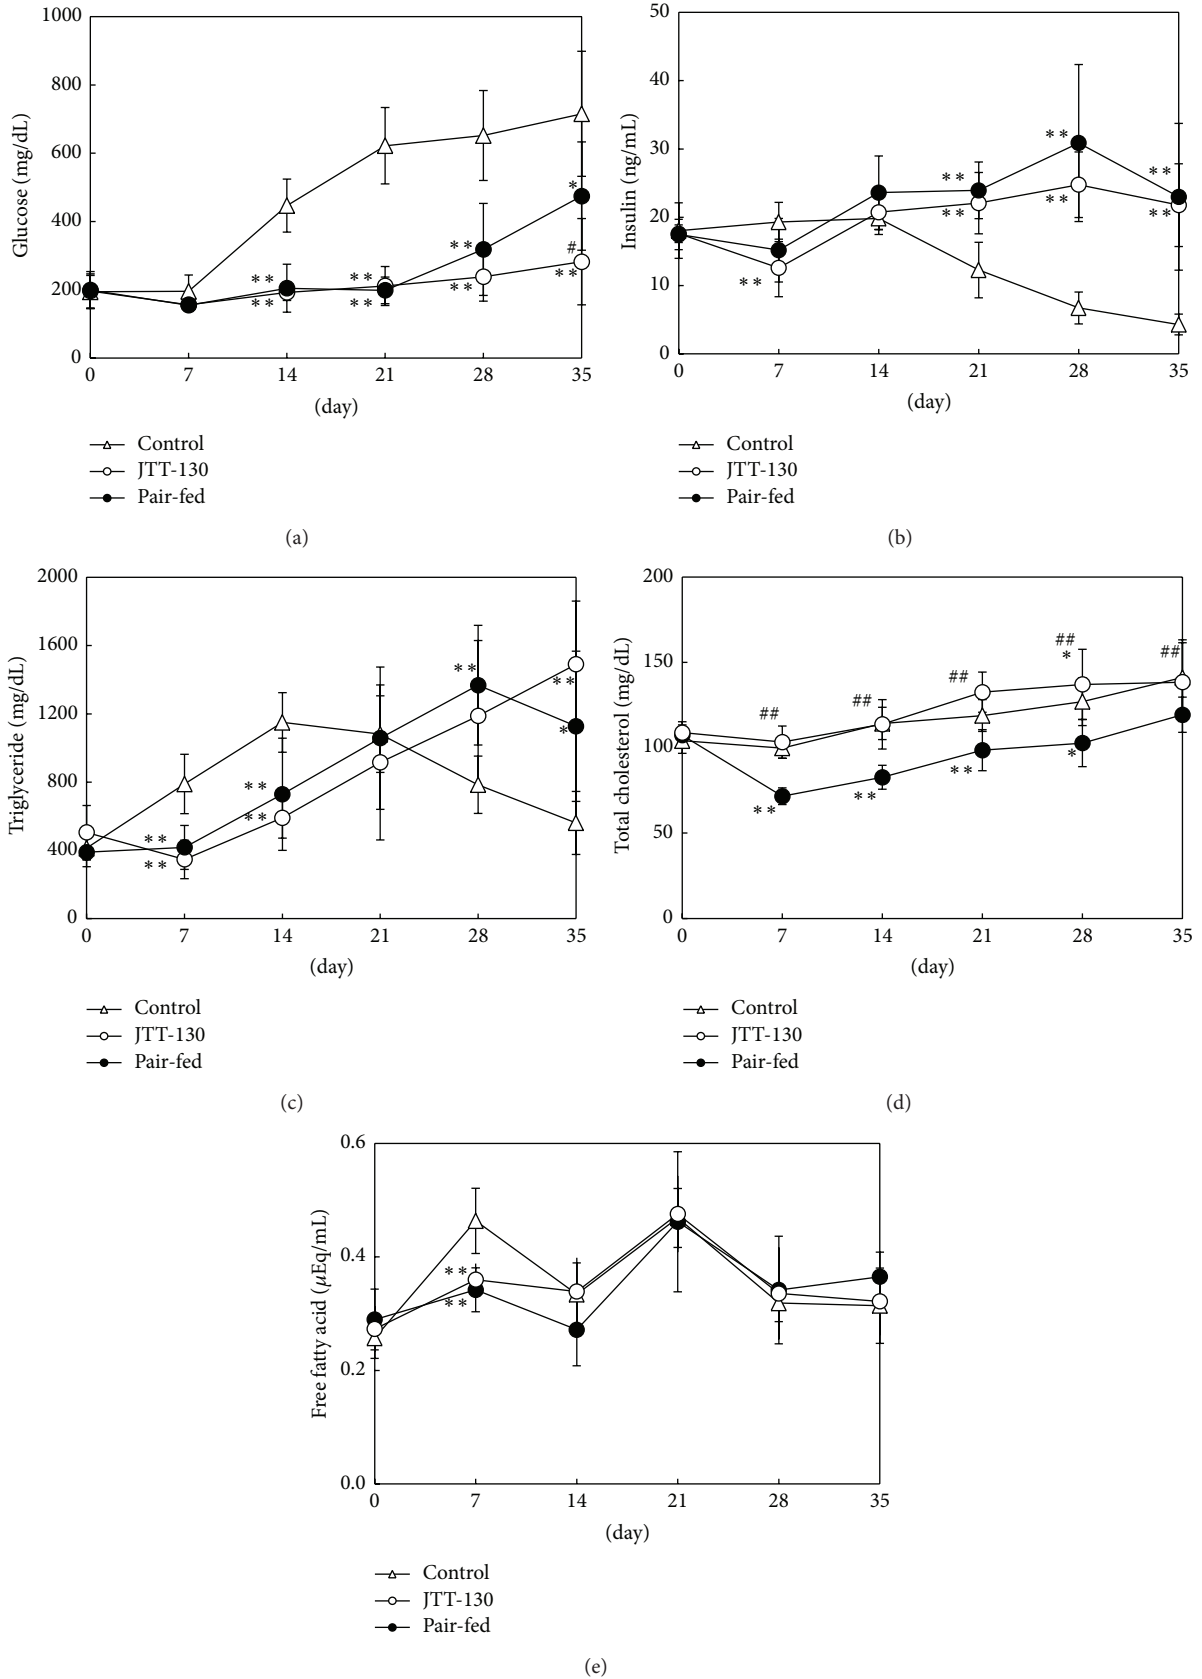 1000
800
600
400
200
0
Glucose (mg/dL)
* *
* *
* *
* *
* *
* *
*
#
* *
0 7 14 21 28 35
(day)
Control
JTT-130
Pair-fed
(a)
50
40
30
20
10
0
Insulin (ng/mL)
* *
* *
* *
* *
* *
* *
* *
0 7 14 21 28 35
(day)
Control
JTT-130
Pair-fed
(b)
2000
1600
1200
800
400
0
Triglyceride (mg/dL)
* *
* *
* *
* *
* *
* *
*
0 7 14 21 28 35
(day)
Control
JTT-130
Pair-fed
(c)
200
150
100
50
0
Total cholesterol (mg/dL)
##
* *
##
* *
##
* *
##
*
*
##
0 7 14 21 28 35
(day)
Control
JTT-130
Pair-fed
(d)
0.6
0.4
0.2
0.0
Free fatty acid (μEq/mL)
* *
* *
0 7 14 21 28 35
(day)
Control
JTT-130
Pair-fed
(e)